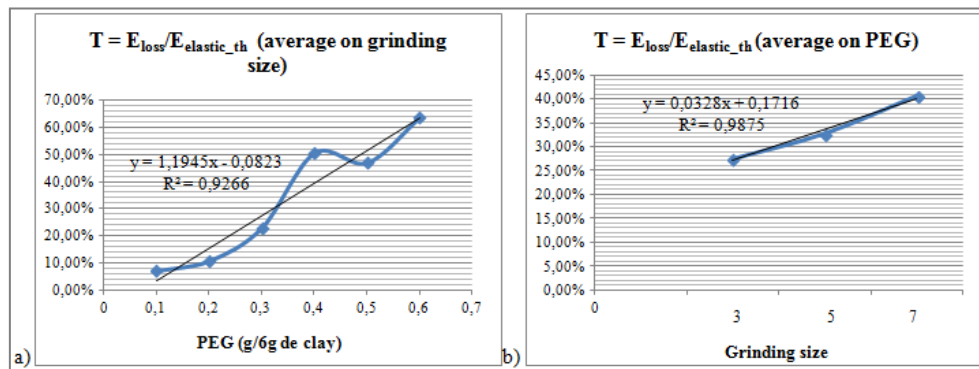 T = Eloss/Eelastic_th (average on grinding
size)
70,00%
60,00%
50,00%
40,00%
30,00%
20,00%
10,00%
0,00%
y = 1,1945x - 0,0823
R² = 0,9266
0 0,1 0,2 0,3 0,4 0,5 0,6 0,7
PEG (g/6g de clay)
a)
T = Eloss/Eelastic_th (average on PEG)
45,00%
40,00%
35,00%
30,00%
25,00%
20,00%
15,00%
10,00%
5,00%
0,00%
y = 0,0328x + 0,1716
R² = 0,9875
0 3 5 7
Grinding size
b)